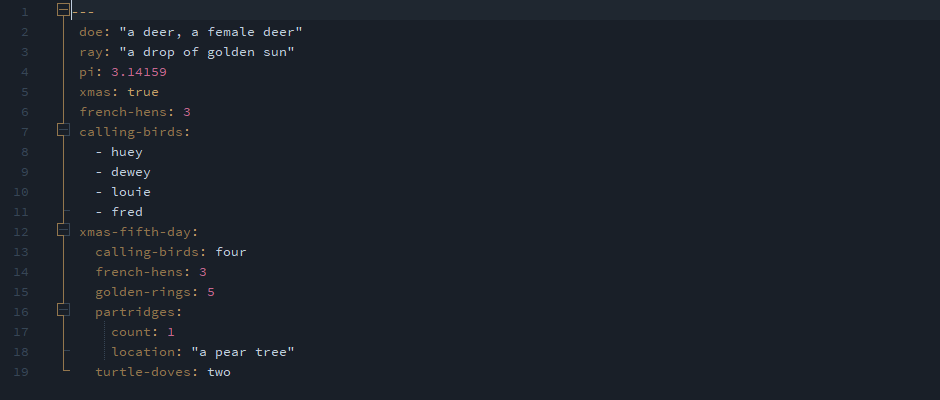 1 ---
2  doe: "a deer, a female deer"
3  ray: "a drop of golden sun"
4  pi: 3.14159
5  xmas: true
6  french-hens: 3
7  calling-birds:
8    - huey
9    - dewey
10    - louie
11    - fred
12  xmas-fifth-day:
13    calling-birds: four
14    french-hens: 3
15    golden-rings: 5
16    partridges:
17      count: 1
18      location: "a pear tree"
19    turtle-doves: two